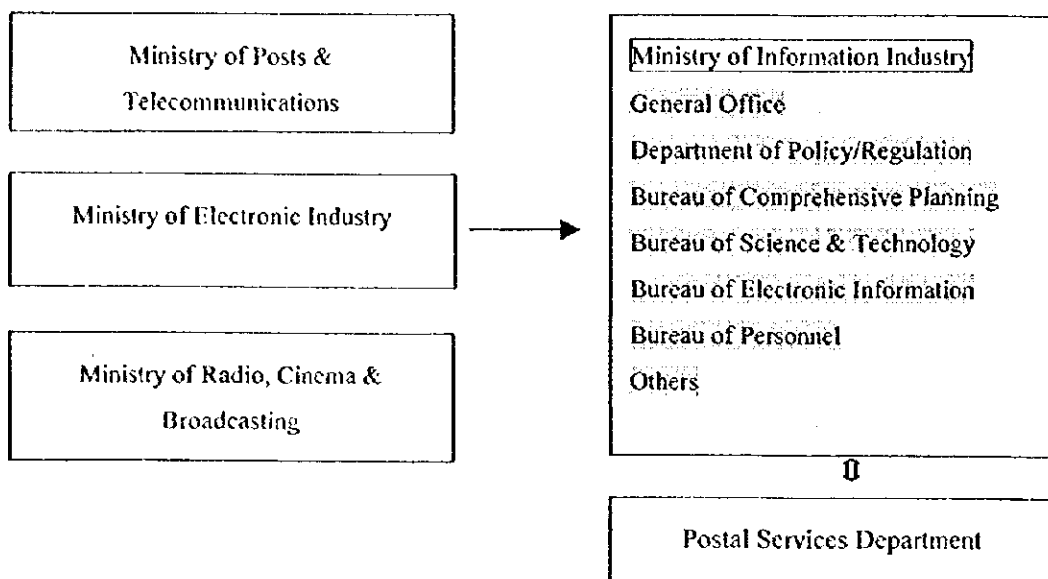 Ministry of Posts &
Telecommunications
Ministry of Electronic Industry
Ministry of Radio, Cinema &
Broadcasting
Ministry of Information Industry
General Office
Department of Policy/Regulation
Bureau of Comprehensive Planning
Bureau of Science & Technology
Bureau of Electronic Information
Bureau of Personnel
Others
Postal Services Department